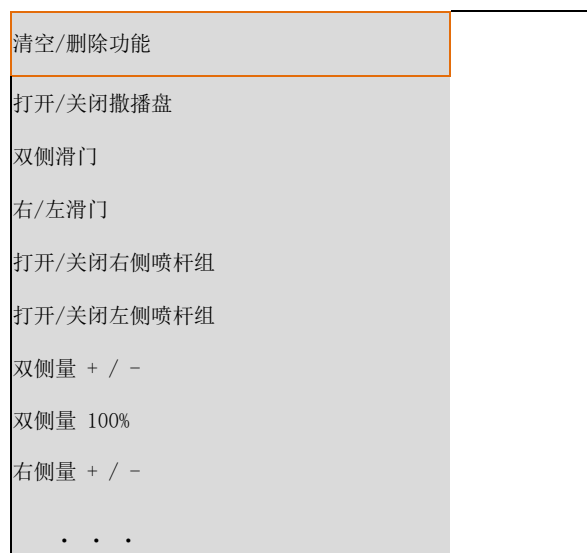 清空/删除功能
打开/关闭撒播盘
双侧滑门
右/左滑门
打开/关闭右侧喷杆组
打开/关闭左侧喷杆组
双侧量 + / -
双侧量 100%
右侧量 + / -
. . .